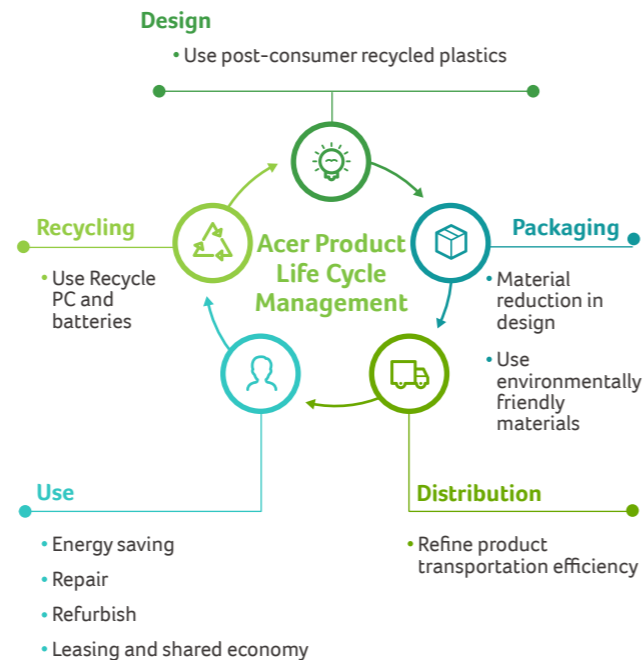 Design
• Use post-consumer recycled plastics
Acer Product
Life Cycle
Management
Packaging
• Material
reduction in
design
• Use
environmentally
friendly
materials
Distribution
• Refine product
transportation efficiency
Use
• Energy saving
• Repair
• Refurbish
• Leasing and shared economy
Recycling
• Use Recycle
PC and
batteries